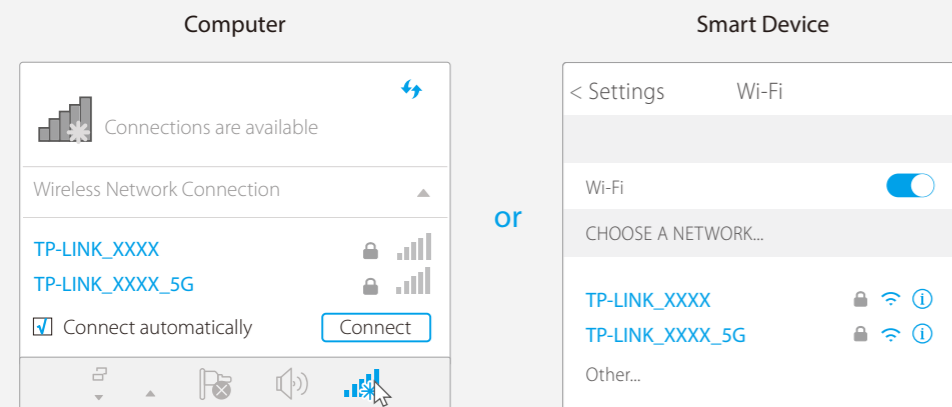 Computer
Connections are available
Wireless Network Connection
TP-LINK_XXXX
TP-LINK_XXXX_5G
Connect automatically
Connect
or
Smart Device
< Settings Wi-Fi
Wi-Fi
CHOOSE A NETWORK...
TP-LINK_XXXX
TP-LINK_XXXX_5G
Other...